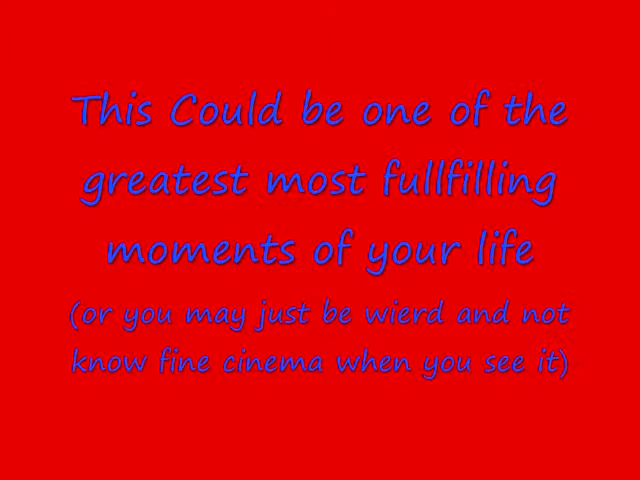 This Could be one of the
greatest most fullfilling
moments of your life
(or you may just be wierd and not
know fine cinema when you see it)